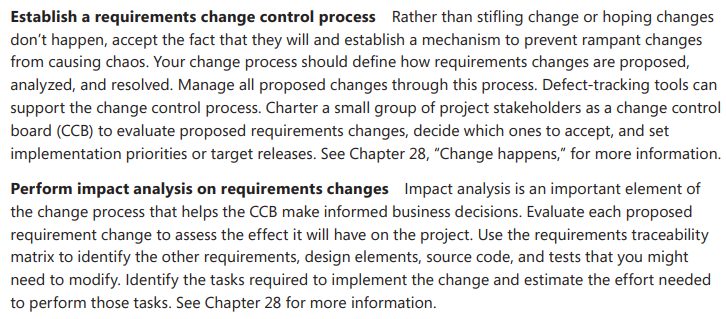 Establish a requirements change control process Rather than stifling change or hoping changes
don’t happen, accept the fact that they will and establish a mechanism to prevent rampant changes
from causing chaos. Your change process should define how requirements changes are proposed,
analyzed, and resolved. Manage all proposed changes through this process. Defect-tracking tools can
support the change control process. Charter a small group of project stakeholders as a change control
board (CCB) to evaluate proposed requirements changes, decide which ones to accept, and set
implementation priorities or target releases. See Chapter 28, “Change happens,” for more information.
Perform impact analysis on requirements changes Impact analysis is an important element of
the change process that helps the CCB make informed business decisions. Evaluate each proposed
requirement change to assess the effect it will have on the project. Use the requirements traceability
matrix to identify the other requirements, design elements, source code, and tests that you might
need to modify. Identify the tasks required to implement the change and estimate the effort needed
to perform those tasks. See Chapter 28 for more information.